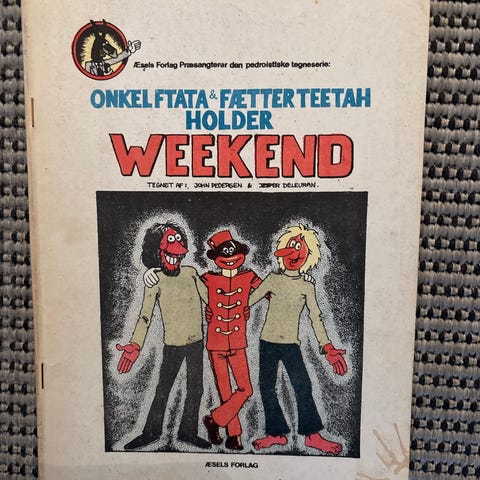 Æsels Forlag Præsangterer den pedroistiske tegneserie:
ONKEL FTATA & FÆTTER TEETAH
HOLDER
WEEKEND
TEGNET AF: JOHN PEDERSEN & JESPER DELEURAN.
ÆSELS FORLAG